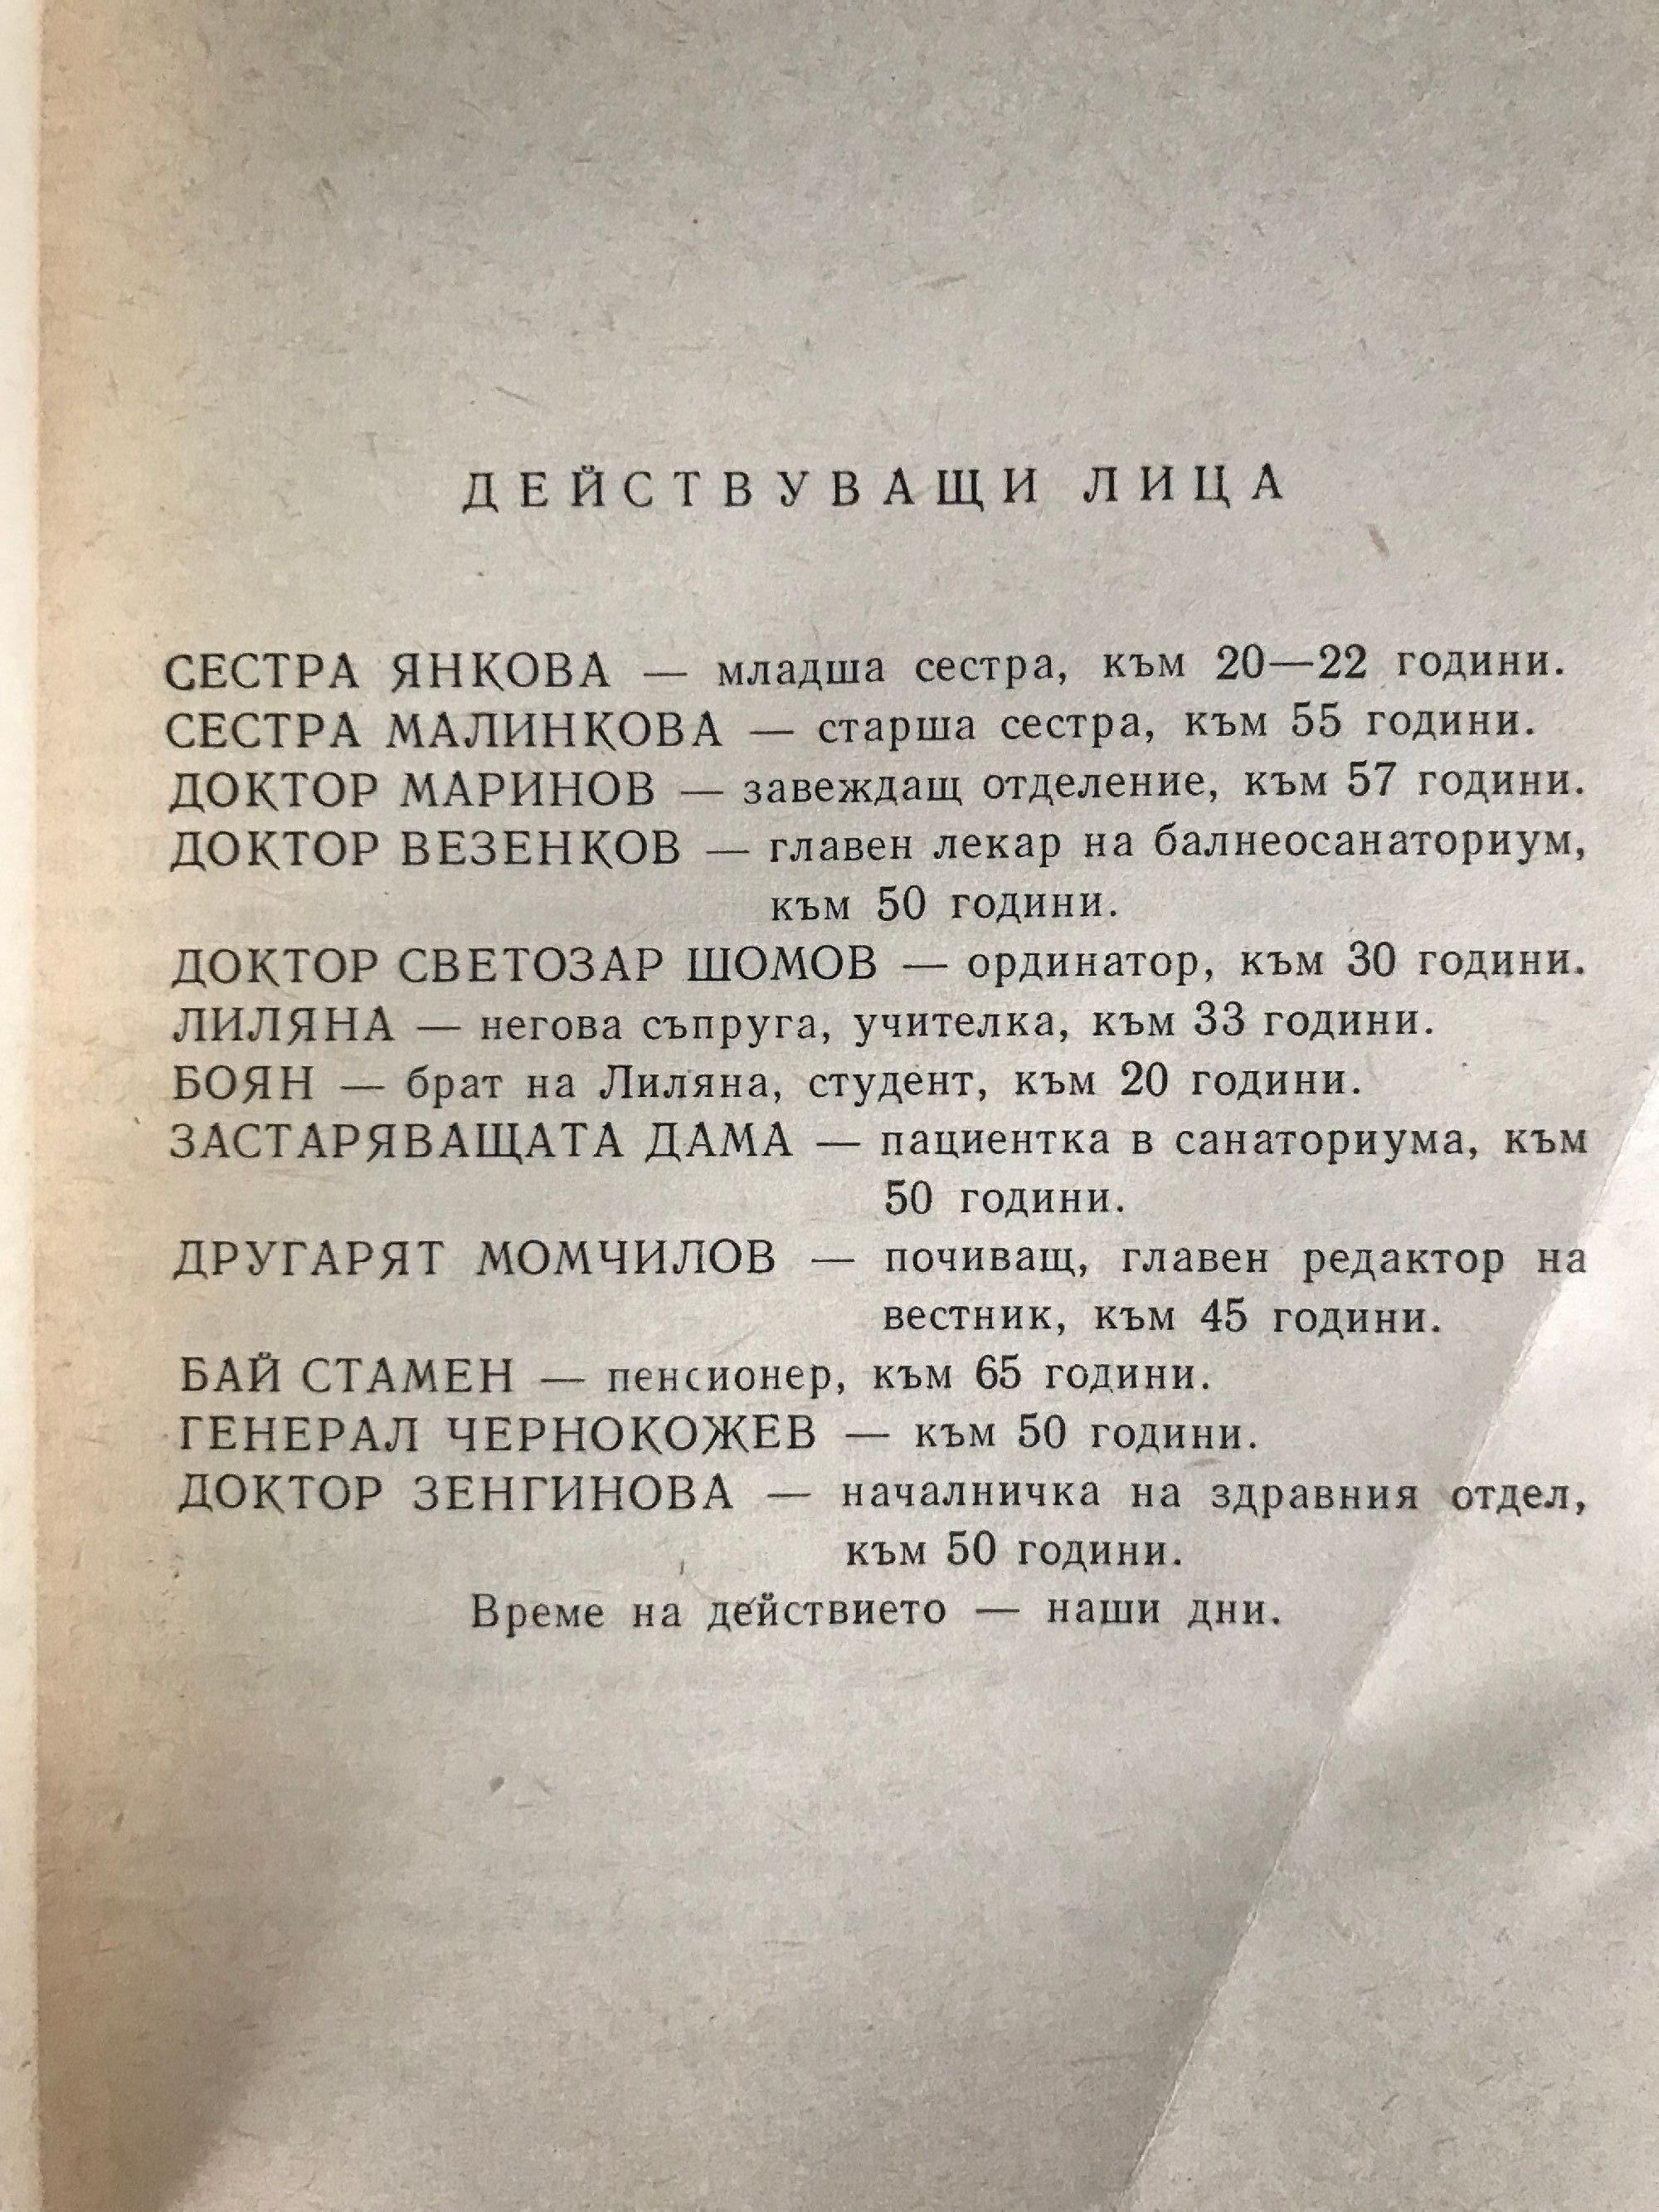 ДЕЙСТВУВАЩИ ЛИЦА
СЕСТРА ЯНКОВА — младша сестра, към 20—22 години.
СЕСТРА МАЛИНКОВА — старша сестра, към 55 години.
ДОКТОР МАРИНОВ — завеждащ отделение, към 57 години.
ДОКТОР ВЕЗЕНКОВ — главен лекар на балнеосанаториум,
към 50 години.
ДОКТОР СВЕТОЗАР ШОМОВ — ординатор, към 30 години.
ЛИЛЯНА — негова съпруга, учителка, към 33 години.
БОЯН — брат на Лиляна, студент, към 20 години.
ЗАСТАРЯВАЩАТА ДАМА — пациентка в санаториума, към
50 години.
ДРУГАРЯТ МОМЧИЛОВ — почиващ, главен редактор на
вестник, към 45 години.
БАЙ СТАМЕН — пенсионер, към 65 години.
ГЕНЕРАЛ ЧЕРНОКОЖЕВ — към 50 години.
ДОКТОР ЗЕНГИНОВА — началничка на здравния отдел,
към 50 години.
Време на действието — наши дни.